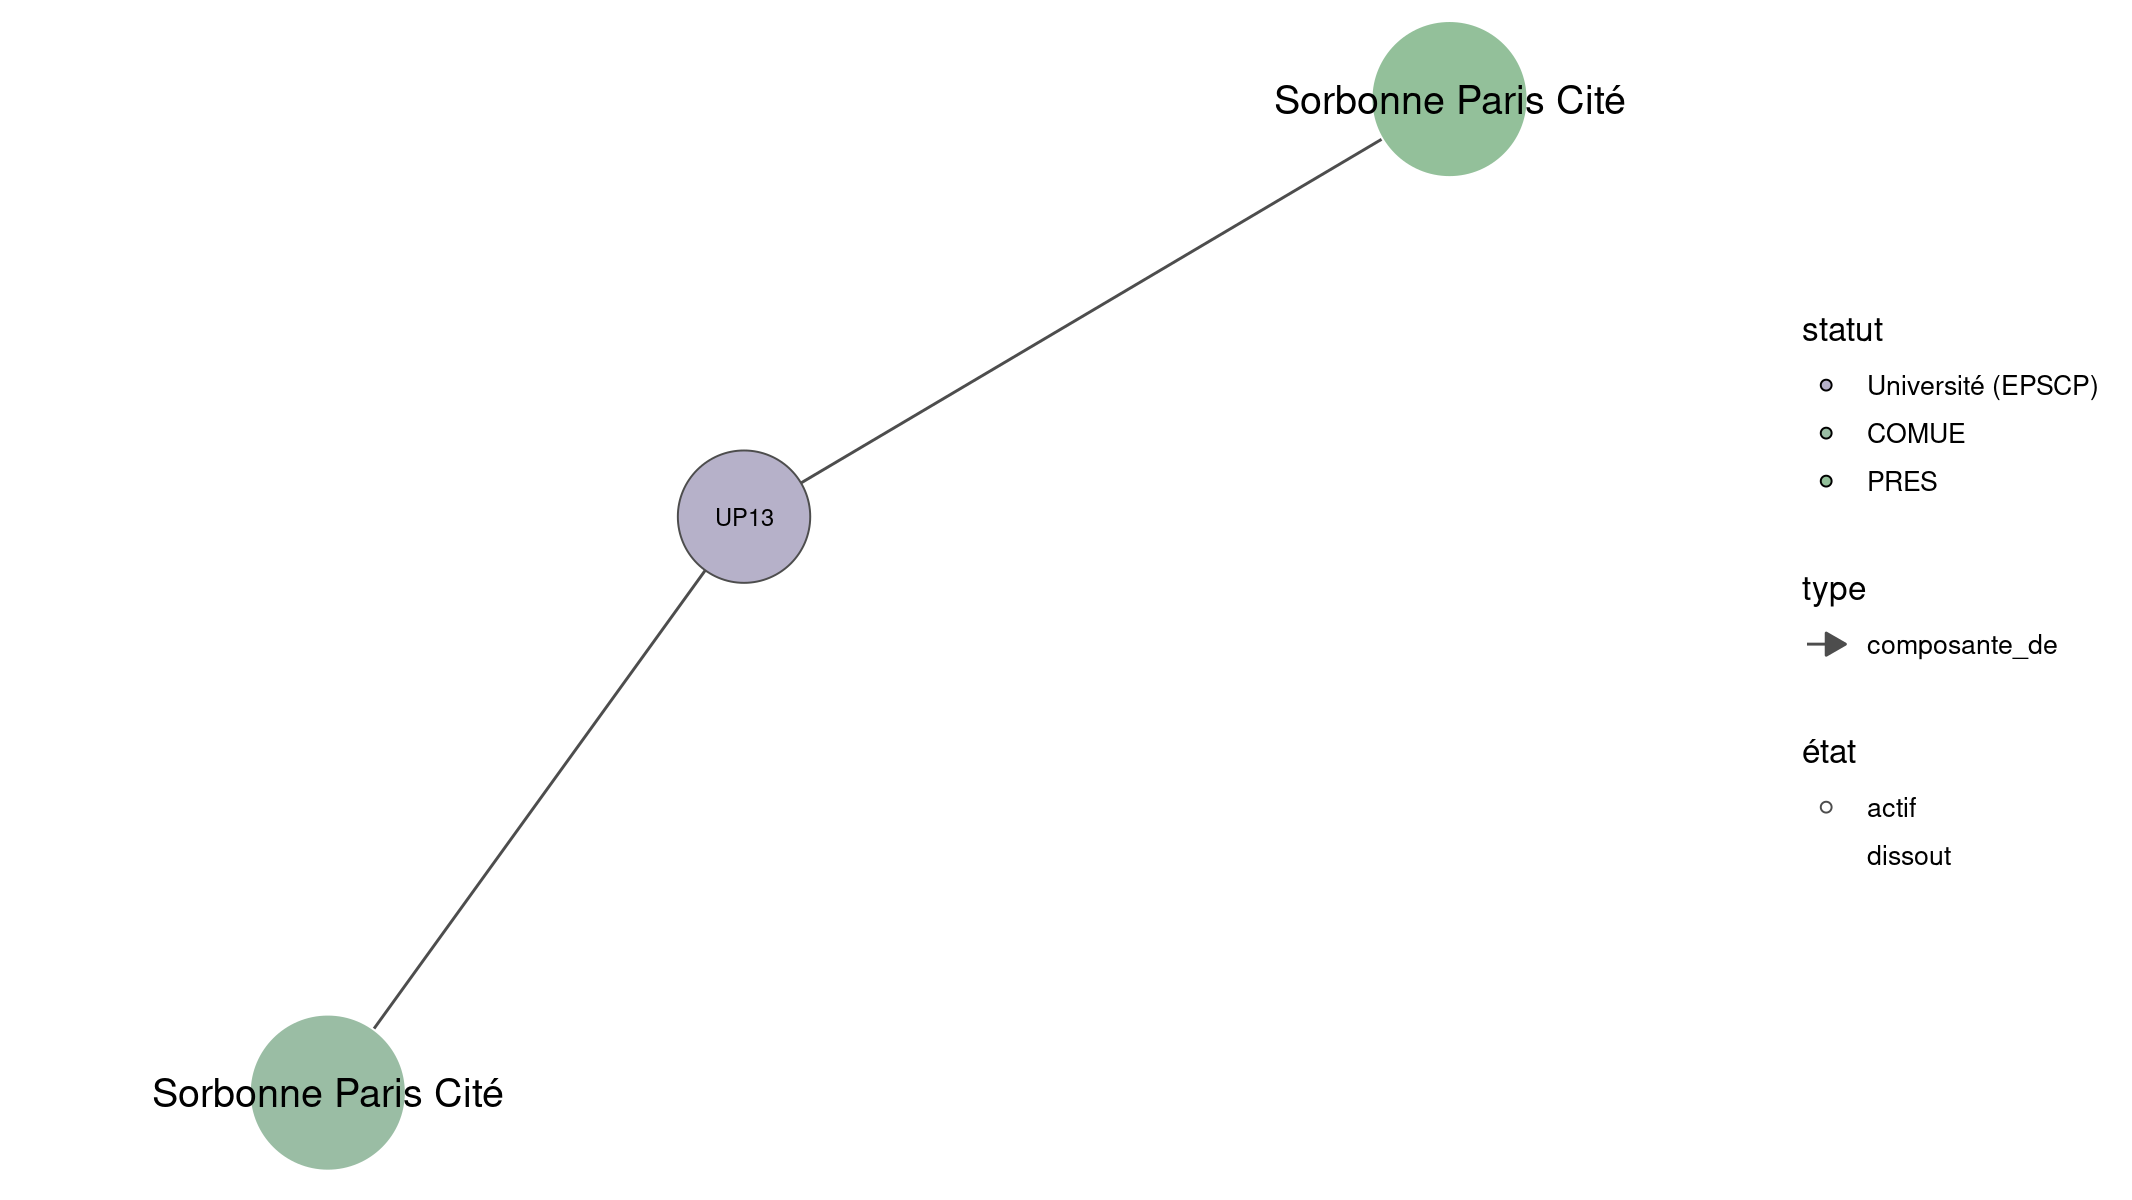 Sorbonne Paris Cité
UP13
Sorbonne Paris Cité
statut
Université (EPSCP)
COMUE
PRES
type
composante_de
état
actif
dissout